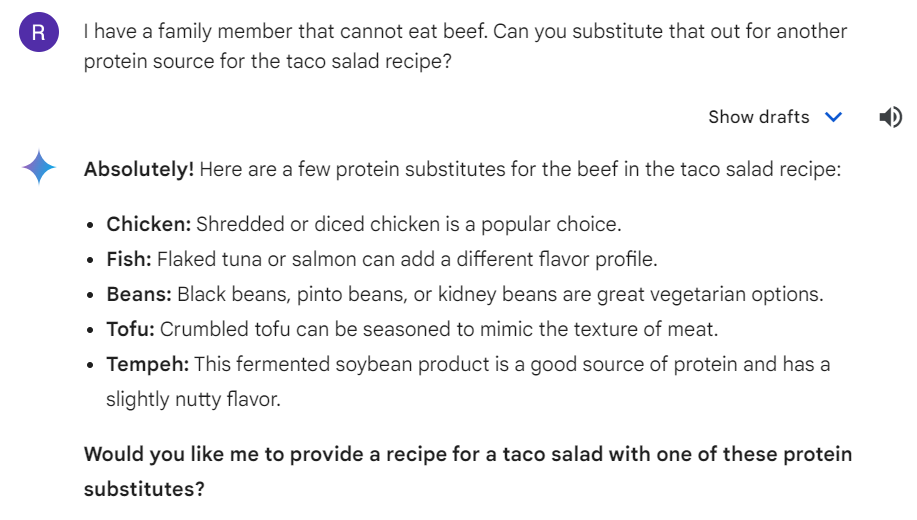 R
I have a family member that cannot eat beef. Can you substitute that out for another
protein source for the taco salad recipe?
Show drafts
Absolutely! Here are a few protein substitutes for the beef in the taco salad recipe:
• Chicken: Shredded or diced chicken is a popular choice.
• Fish: Flaked tuna or salmon can add a different flavor profile.
• Beans: Black beans, pinto beans, or kidney beans are great vegetarian options.
• Tofu: Crumbled tofu can be seasoned to mimic the texture of meat.
• Tempeh: This fermented soybean product is a good source of protein and has a
slightly nutty flavor.
Would you like me to provide a recipe for a taco salad with one of these protein
substitutes?